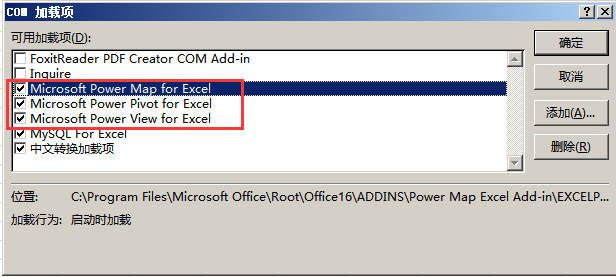 COM 加载项
可用加载项(D):
FoxitReader PDF Creator COM Add-in
Inquire
Microsoft Power Map for Excel
Microsoft Power Pivot for Excel
Microsoft Power View for Excel
MySQL For Excel
中文转换加载项
确定
取消
添加(A)...
删除(R)
位置: C:\Program Files\Microsoft Office\Root\Office16\ADDINS\Power Map Excel Add-in\EXCELP...
加载行为: 启动时加载